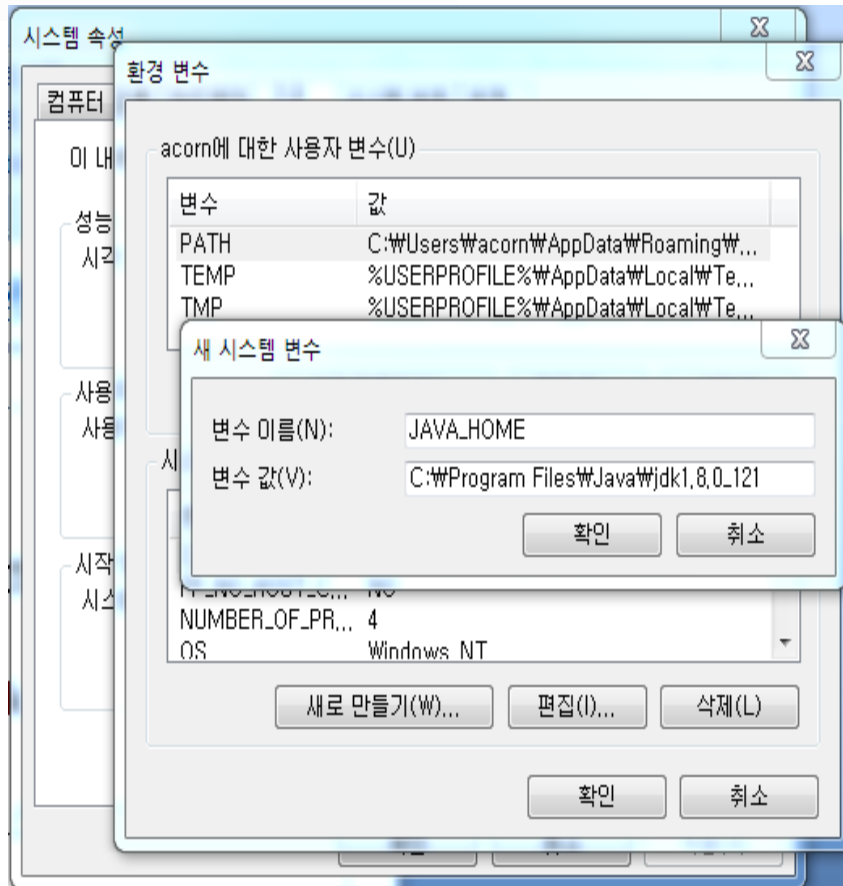 시스템 속성
환경 변수
컴퓨터
이 내
성능
시각
사용
사용
시작
시스
acorn에 대한 사용자 변수(U)
변수 값
PATH C:₩Users₩acorn₩AppData₩Roaming₩...
TEMP %USERPROFILE%₩AppData₩Local₩Te...
TMP %USERPROFILE%₩AppData₩Local₩Te...
새 시스템 변수
변수 이름(N): JAVA_HOME
변수 값(V): C:₩Program Files₩Java₩jdk1.8.0_121
확인 취소
시
NUMBER_OF_PR... 4
OS Windows_NT
새로 만들기(W)... 편집(I)... 삭제(L)
확인 취소